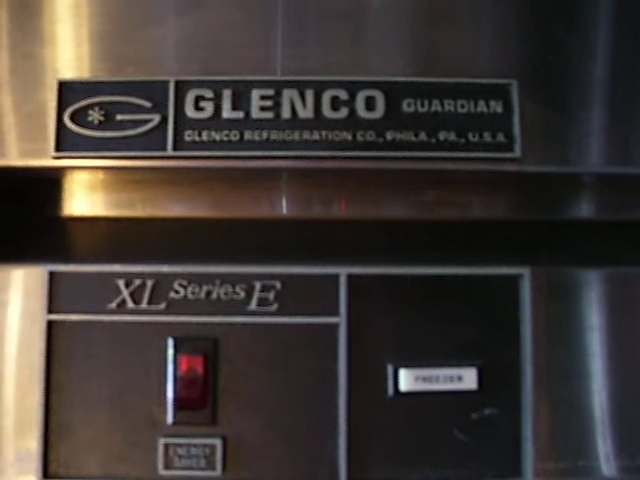 GLENCO GUARDIAN
GLENCO REFRIGERATION CO., PHILA., PA., U.S.A.
XL Series E
FREEZER
ENERGY
SAVER